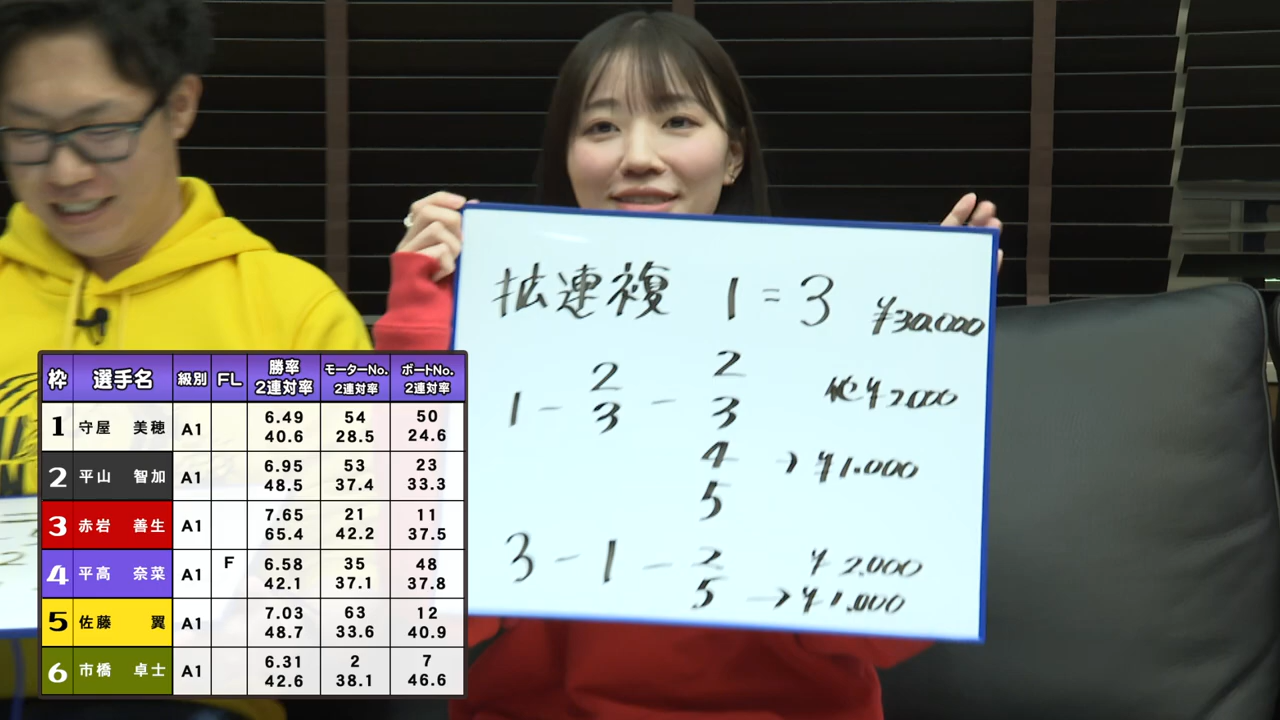 拡連複 1=3 ¥30.000
2 2
1 - 3 - 3 他¥2.000
4 → ¥1.000
5
3 - 1 - 2 ¥2.000
5 → ¥1.000
枠 選手名 級別 FL 勝率 2連対率 モーターNo. 2連対率 ボートNo. 2連対率
1 守屋 美穂 A1 6.49 40.6 54 28.5 50 24.6
2 平山 智加 A1 6.95 48.5 53 37.4 23 33.3
3 赤岩 善生 A1 7.65 65.4 21 42.2 11 37.5
4 平高 奈菜 A1 F 6.58 42.1 35 37.1 48 37.8
5 佐藤 翼 A1 7.03 48.7 63 33.6 12 40.9
6 市橋 卓士 A1 6.31 42.6 2 38.1 7 46.6